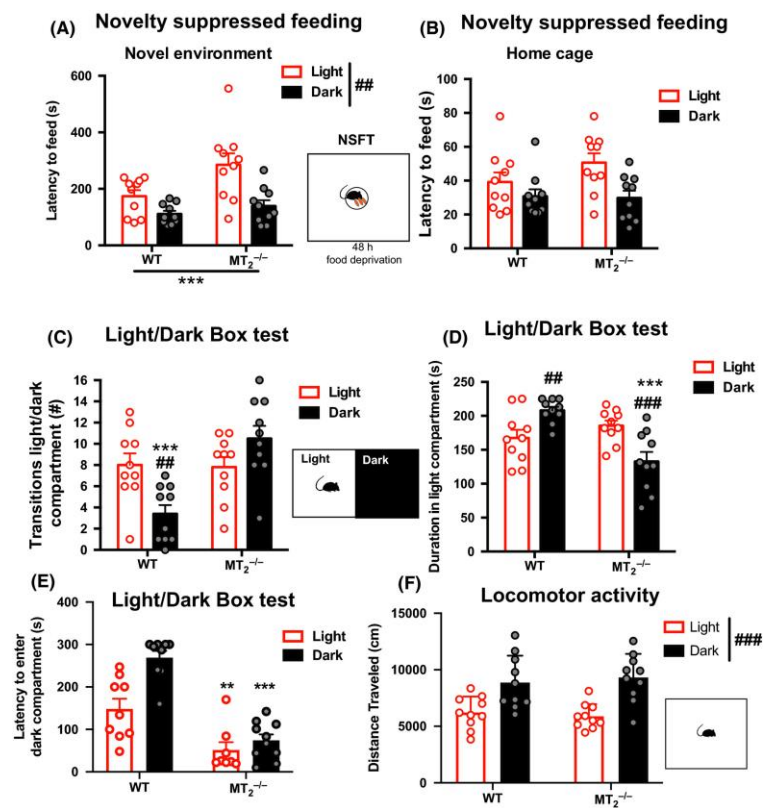 (A) Novelty suppressed feeding
Novel environment
Light
Dark
##
Latency to feed (s)
600
400
200
0
WT
MT₂⁻/⁻
***
NSFT
48 h
food deprivation
(B) Novelty suppressed feeding
Home cage
Light
Dark
Latency to feed (s)
100
80
60
40
20
0
WT
MT₂⁻/⁻
(C) Light/Dark Box test
Light
Dark
Transitions light/dark
compartment (#)
16
14
12
10
8
6
4
2
0
***
##
WT
MT₂⁻/⁻
Light
Dark
(D) Light/Dark Box test
Light
Dark
Duration in light compartment (s)
250
200
150
100
50
0
##
***
###
WT
MT₂⁻/⁻
(E) Light/Dark Box test
Light
Dark
Latency to enter
dark compartment (s)
400
300
200
100
0
**
***
WT
MT₂⁻/⁻
(F) Locomotor activity
Light
Dark
###
Distance Traveled (cm)
15000
10000
5000
0
WT
MT₂⁻/⁻